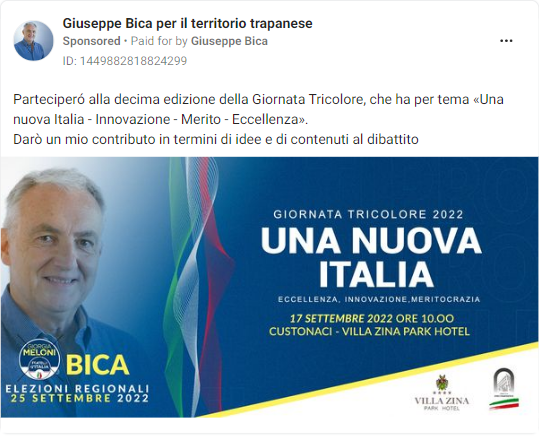 Giuseppe Bica per il territorio trapanese
Sponsored • Paid for by Giuseppe Bica
ID: 1449882818824299
Parteciperó alla decima edizione della Giornata Tricolore, che ha per tema «Una
nuova Italia - Innovazione - Merito - Eccellenza».
Darò un mio contributo in termini di idee e di contenuti al dibattito
GIORNATA TRICOLORE 2022
UNA NUOVA
ITALIA
ECCELLENZA, INNOVAZIONE,MERITOCRAZIA
17 SETTEMBRE 2022 ORE 10.00
CUSTONACI - VILLA ZINA PARK HOTEL
GIORGIA
MELONI
FRATELLI D'ITALIA
BICA
ELEZIONI REGIONALI
25 SETTEMBRE 2022
VILLA ZINA
PARK HOTEL